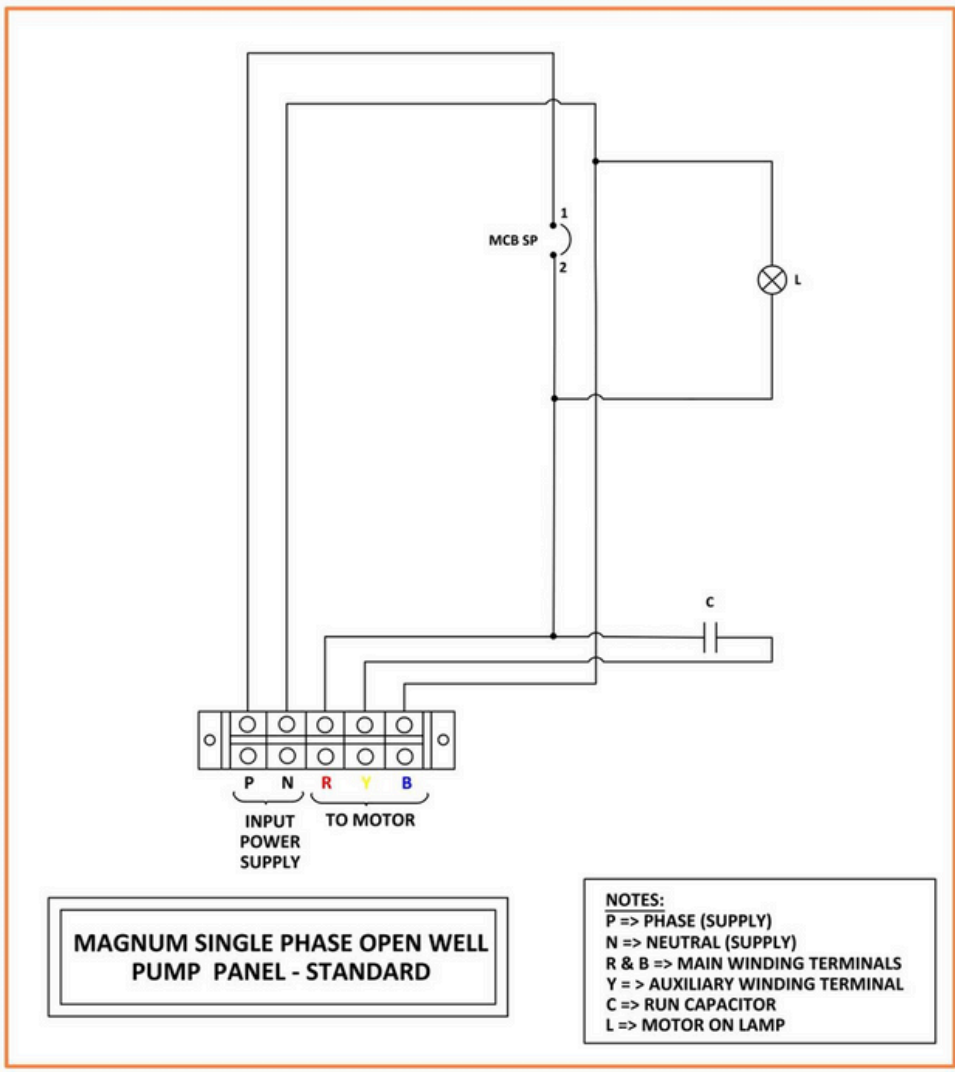 1
MCB SP
2
L
C
P N R Y B
INPUT
POWER
SUPPLY
TO MOTOR
MAGNUM SINGLE PHASE OPEN WELL
PUMP PANEL - STANDARD
NOTES:
P => PHASE (SUPPLY)
N => NEUTRAL (SUPPLY)
R & B => MAIN WINDING TERMINALS
Y = > AUXILIARY WINDING TERMINAL
C => RUN CAPACITOR
L => MOTOR ON LAMP